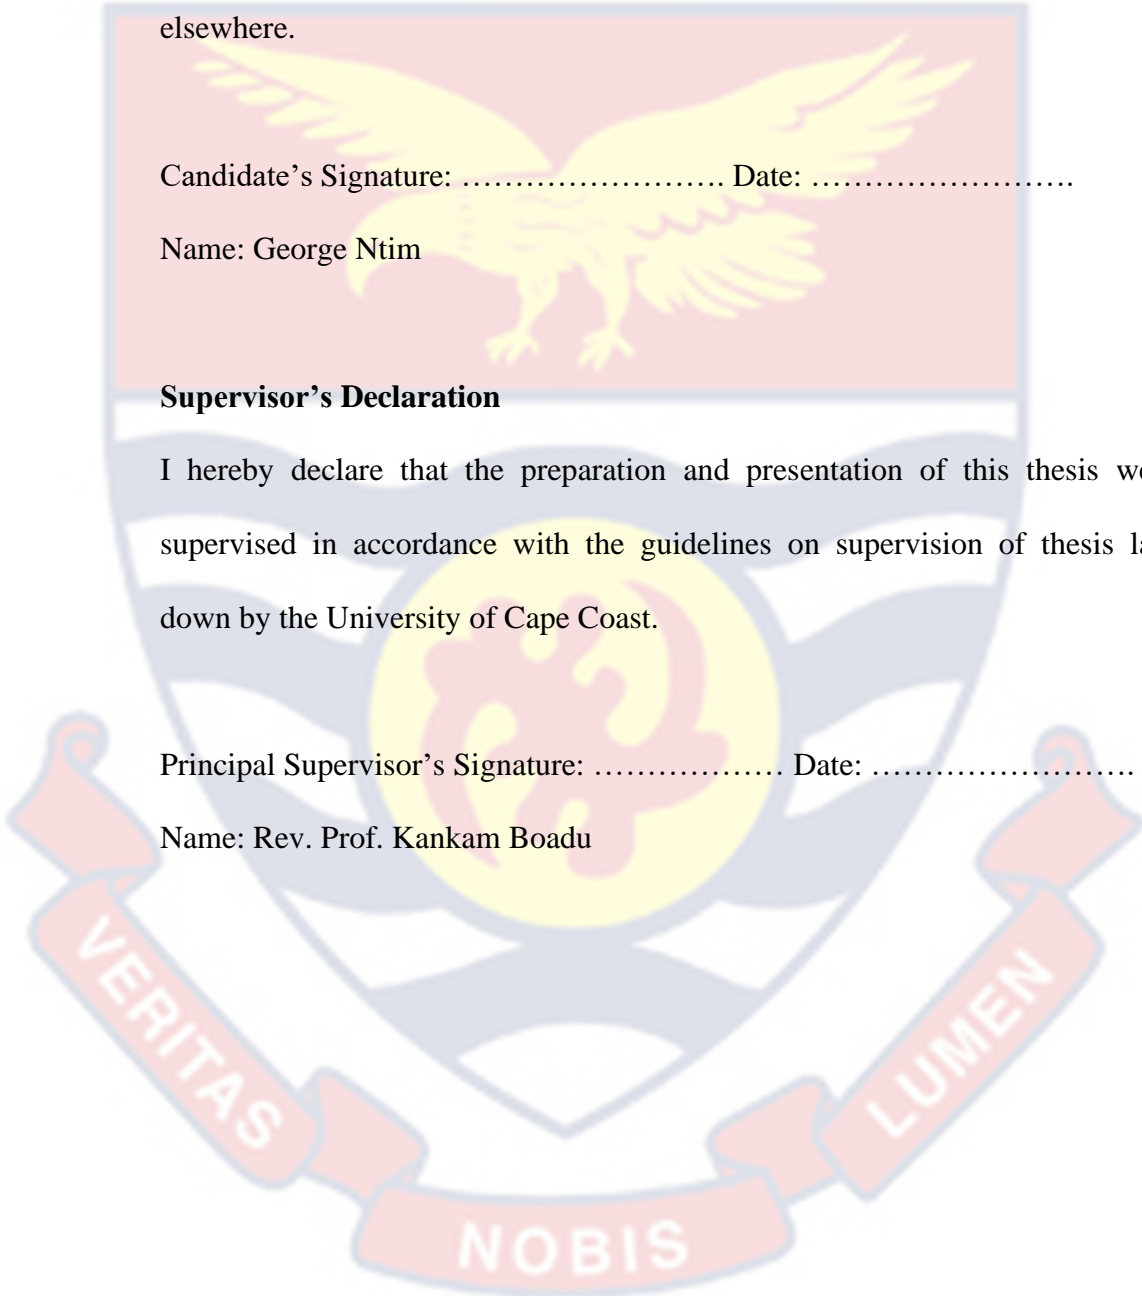 elsewhere.
Candidate’s Signature: ……………………. Date: …………………….
Name: George Ntim
Supervisor’s Declaration
I hereby declare that the preparation and presentation of this thesis
supervised in accordance with the guidelines on supervision of thesis
down by the University of Cape Coast.
Principal Supervisor’s Signature: ……………… Date: …………………….
Name: Rev. Prof. Kankam Boadu
VERITAS
NOBIS
LUMEN